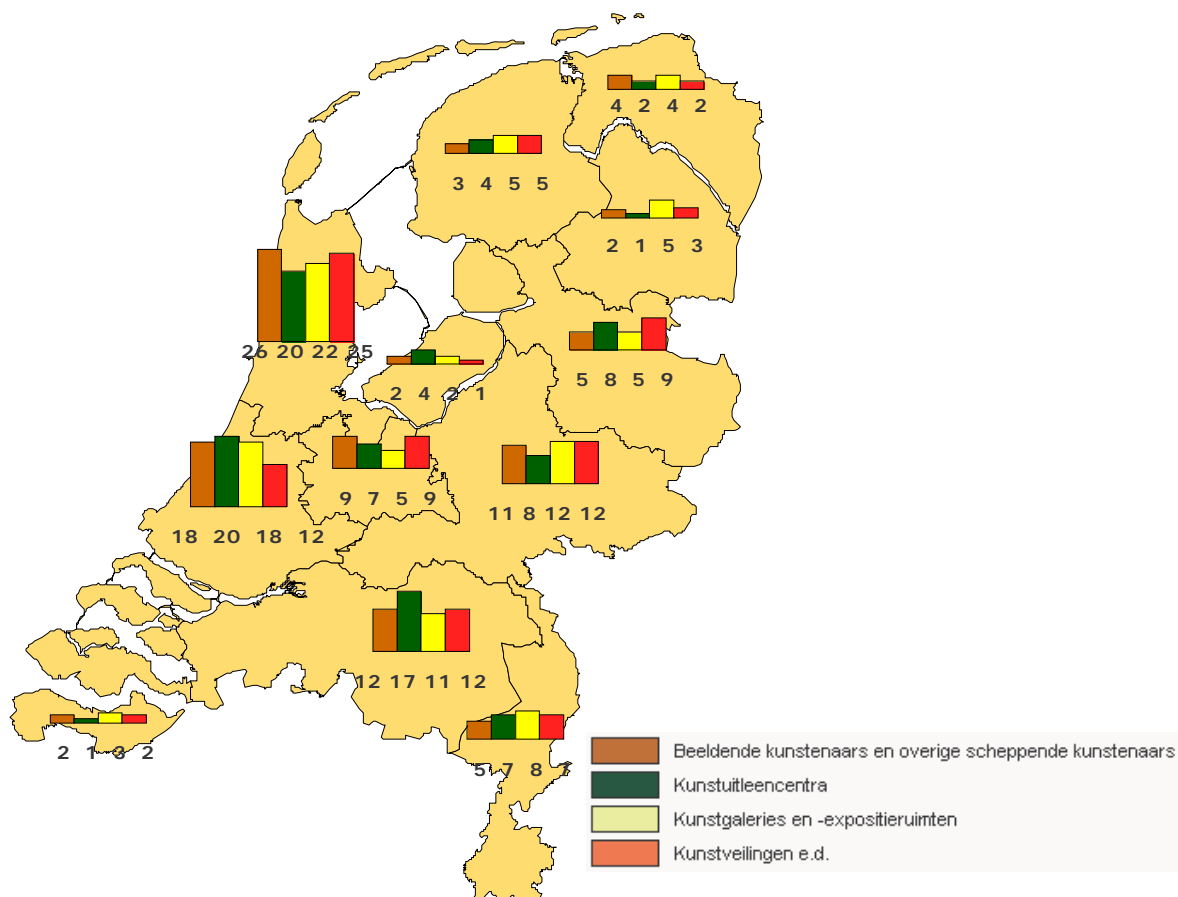 4 2 4 2
3 4 5 5
2 1 5 3
26 20 22 25
5 8 5 9
2 4 2 1
9 7 5 9
11 8 12 12
18 20 18 12
12 17 11 12
2 1 3 2
5 7 8 7
Beeldende kunstenaars en overige scheppende kunstenaars
Kunstuitleencentra
Kunstgaleries en -expositieruimten
Kunstveilingen e.d.